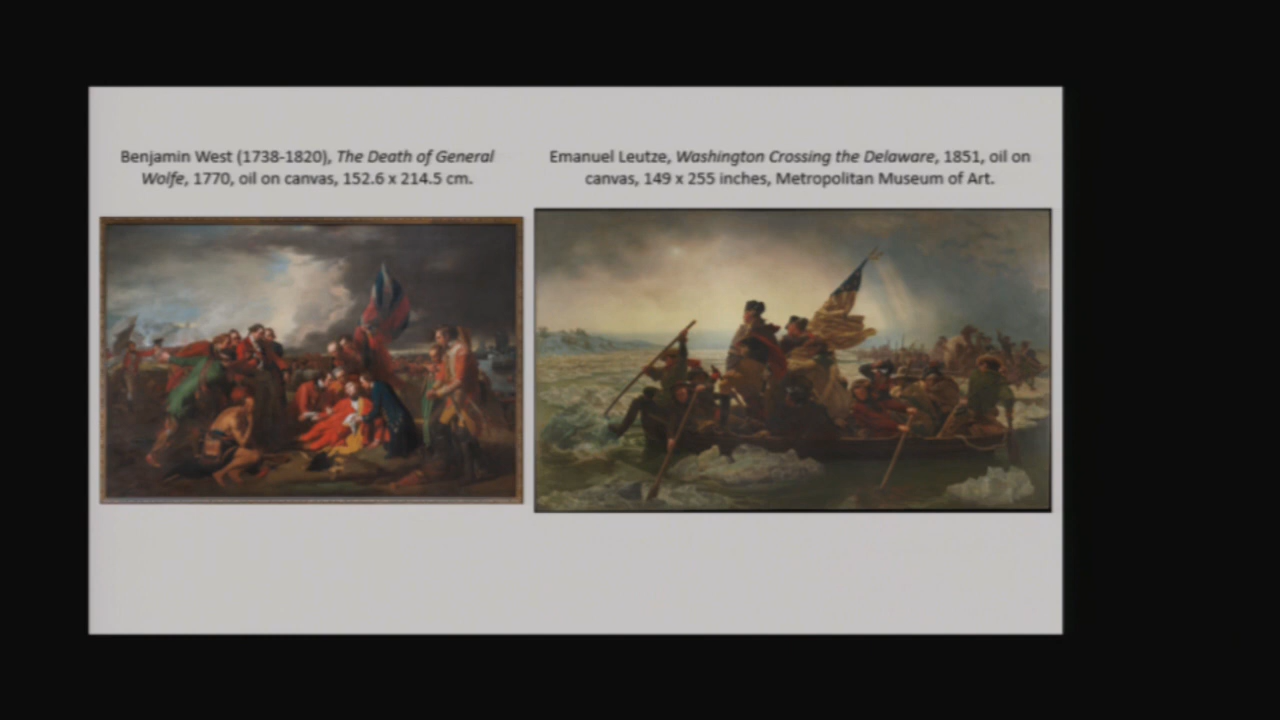 Benjamin West (1738-1820), The Death of General
Wolfe, 1770, oil on canvas, 152.6 x 214.5 cm.
Emanuel Leutze, Washington Crossing the Delaware, 1851, oil on
canvas, 149 x 255 inches, Metropolitan Museum of Art.